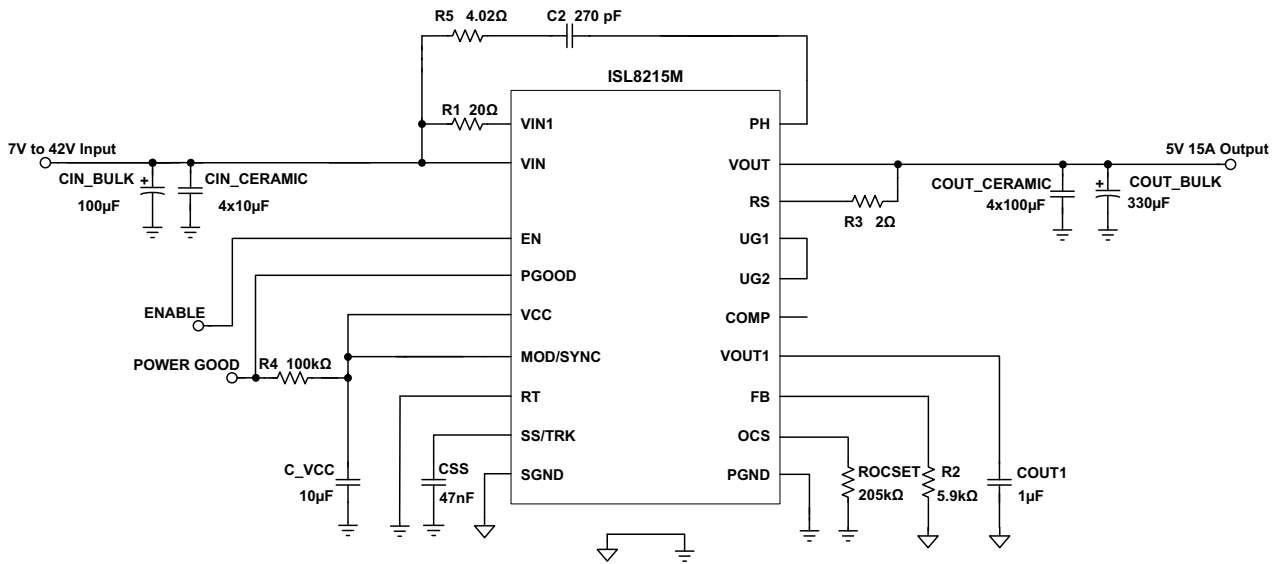 R5 4.02Ω
C2 270 pF
ISL8215M
R1 20Ω
VIN1
PH
7V to 42V Input
VIN
VOUT
5V 15A Output
CIN_BULK
+
100µF
CIN_CERAMIC
4x10µF
RS
R3 2Ω
COUT_CERAMIC
4x100µF
+
COUT_BULK
330µF
EN
UG1
PGOOD
UG2
ENABLE
VCC
COMP
POWER GOOD
R4 100kΩ
MOD/SYNC
VOUT1
RT
FB
SS/TRK
OCS
C_VCC
10µF
CSS
47nF
SGND
PGND
ROCSET
205kΩ
R2
5.9kΩ
COUT1
1µF